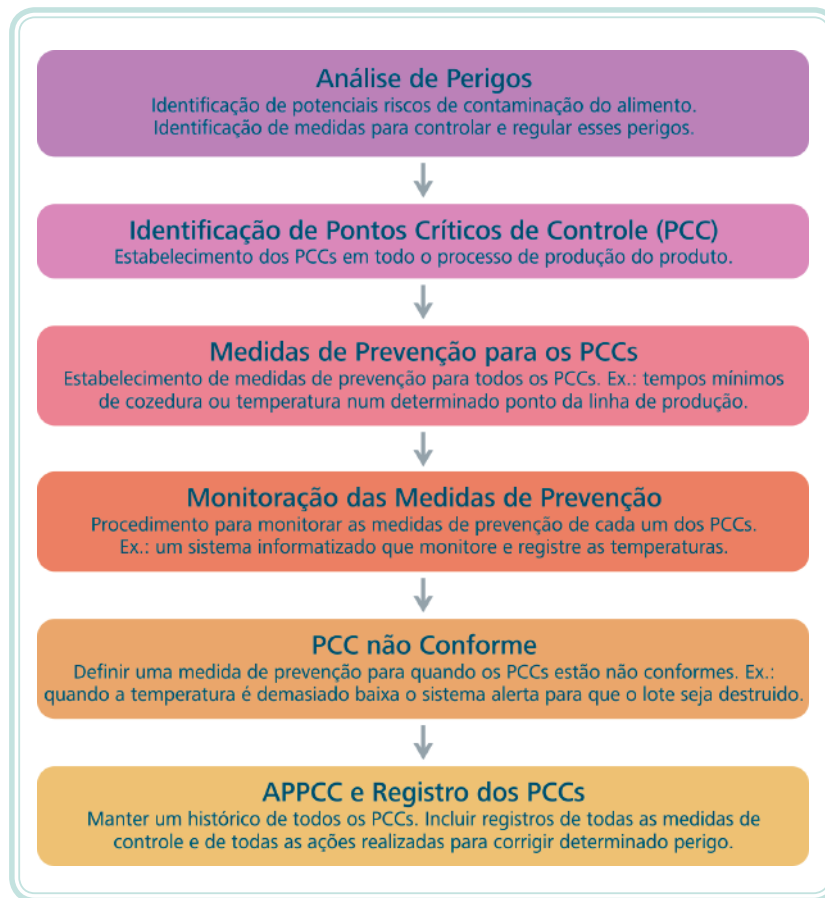 Análise de Perigos
Identificação de potenciais riscos de contaminação do alimento.
Identificação de medidas para controlar e regular esses perigos.
Identificação de Pontos Críticos de Controle (PCC)
Estabelecimento dos PCCs em todo o processo de produção do produto.
Medidas de Prevenção para os PCCs
Estabelecimento de medidas de prevenção para todos os PCCs. Ex.: tempos mínimos
de cozedura ou temperatura num determinado ponto da linha de produção.
Monitoração das Medidas de Prevenção
Procedimento para monitorar as medidas de prevenção de cada um dos PCCs.
Ex.: um sistema informatizado que monitore e registre as temperaturas.
PCC não Conforme
Definir uma medida de prevenção para quando os PCCs estão não conformes. Ex.:
quando a temperatura é demasiado baixa o sistema alerta para que o lote seja destruido.
APPCC e Registro dos PCCs
Manter um histórico de todos os PCCs. Incluir registros de todas as medidas de
controle e de todas as ações realizadas para corrigir determinado perigo.